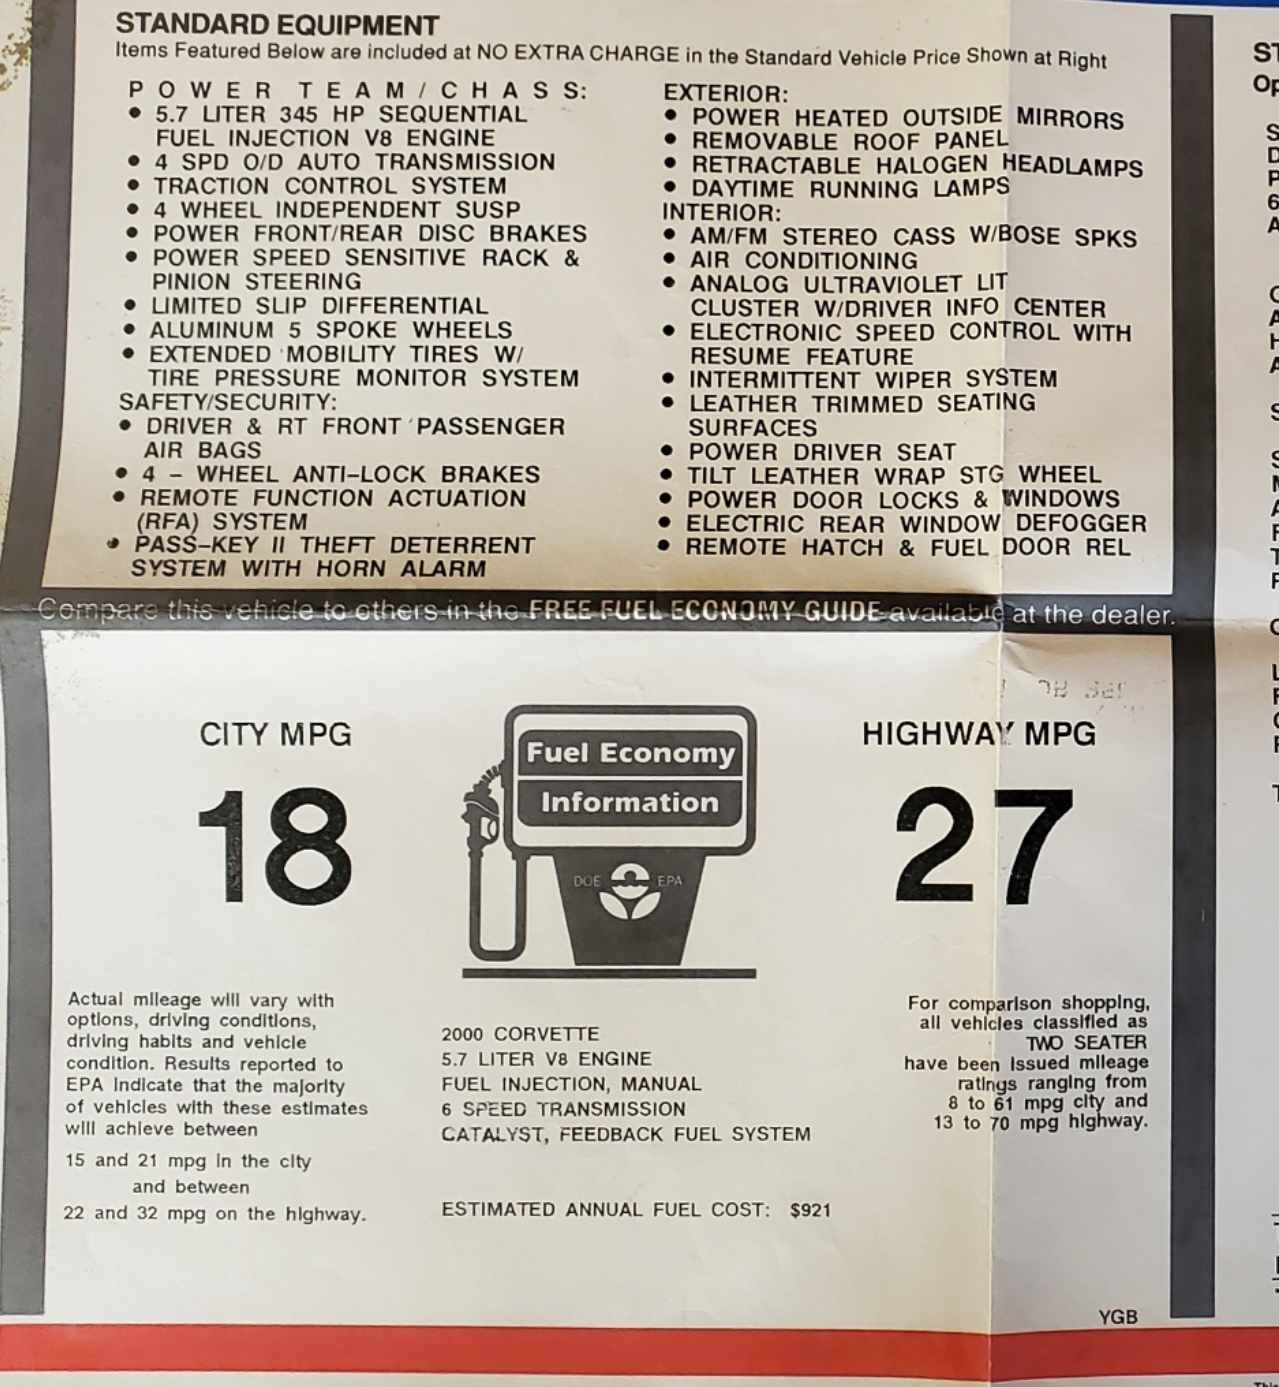 STANDARD EQUIPMENT
Items Featured Below are included at NO EXTRA CHARGE in the Standard Vehicle Price Shown at Right
POWER TEAM/CHASS:
• 5.7 LITER 345 HP SEQUENTIAL
FUEL INJECTION V8 ENGINE
• 4 SPD O/D AUTO TRANSMISSION
• TRACTION CONTROL SYSTEM
• 4 WHEEL INDEPENDENT SUSP
• POWER FRONT/REAR DISC BRAKES
• POWER SPEED SENSITIVE RACK &
PINION STEERING
• LIMITED SLIP DIFFERENTIAL
• ALUMINUM 5 SPOKE WHEELS
• EXTENDED MOBILITY TIRES W/
TIRE PRESSURE MONITOR SYSTEM
SAFETY/SECURITY:
• DRIVER & RT FRONT PASSENGER
AIR BAGS
• 4 - WHEEL ANTI-LOCK BRAKES
• REMOTE FUNCTION ACTUATION
(RFA) SYSTEM
• PASS-KEY II THEFT DETERRENT
SYSTEM WITH HORN ALARM
EXTERIOR:
• POWER HEATED OUTSIDE MIRRORS
• REMOVABLE ROOF PANEL
• RETRACTABLE HALOGEN HEADLAMPS
• DAYTIME RUNNING LAMPS
INTERIOR:
• AM/FM STEREO CASS W/BOSE SPKS
• AIR CONDITIONING
• ANALOG ULTRAVIOLET LIT
CLUSTER W/DRIVER INFO CENTER
• ELECTRONIC SPEED CONTROL WITH
RESUME FEATURE
• INTERMITTENT WIPER SYSTEM
• LEATHER TRIMMED SEATING
SURFACES
• POWER DRIVER SEAT
• TILT LEATHER WRAP STG WHEEL
• POWER DOOR LOCKS & WINDOWS
• ELECTRIC REAR WINDOW DEFOGGER
• REMOTE HATCH & FUEL DOOR REL
Compare this vehicle to others in the FREE FUEL ECONOMY GUIDE available at the dealer.
CITY MPG
18
Fuel Economy
Information
DOE EPA
HIGHWAY MPG
27
Actual mileage will vary with
options, driving conditions,
driving habits and vehicle
condition. Results reported to
EPA indicate that the majority
of vehicles with these estimates
will achieve between
15 and 21 mpg in the city
and between
22 and 32 mpg on the highway.
2000 CORVETTE
5.7 LITER V8 ENGINE
FUEL INJECTION, MANUAL
6 SPEED TRANSMISSION
CATALYST, FEEDBACK FUEL SYSTEM
ESTIMATED ANNUAL FUEL COST: $921
For comparison shopping,
all vehicles classified as
TWO SEATER
have been issued mileage
ratings ranging from
8 to 61 mpg city and
13 to 70 mpg highway.
YGB